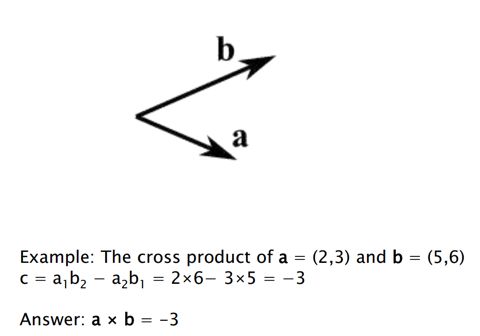 b
a
Example: The cross product of a = (2,3) and b = (5,6)
c = a₁b₂ − a₂b₁ = 2×6− 3×5 = −3
Answer: a × b = −3